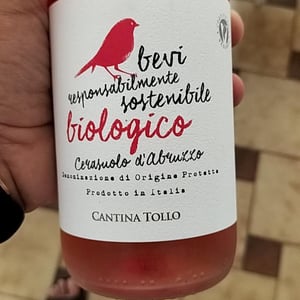 bevi
responsabilmente
sostenibile
biologico
Cerasuolo d'Abruzzo
Denominazione di Origine Protetta
Prodotto in Italia
CANTINA TOLLO